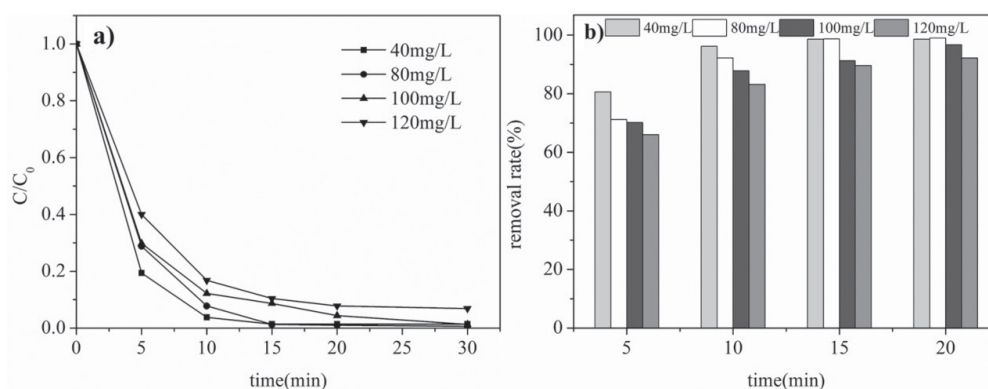 a)
40mg/L
80mg/L
100mg/L
120mg/L
C/C0
1.0
0.8
0.6
0.4
0.2
0.0
0 5 10 15 20 25 30
time(min)
b)
40mg/L 80mg/L 100mg/L 120mg/L
removal rate(%)
100
80
60
40
20
0
5 10 15 20
time(min)